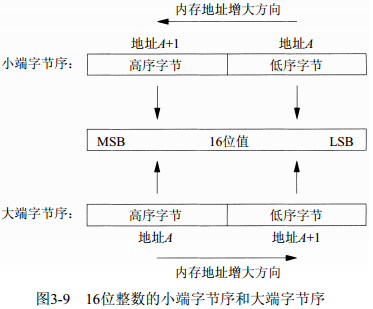 内存地址增大方向
地址A+1 地址A
小端字节序： 高序字节 低序字节
MSB 16位值 LSB
大端字节序： 高序字节 低序字节
地址A 地址A+1
内存地址增大方向
图3-9 16位整数的小端字节序和大端字节序